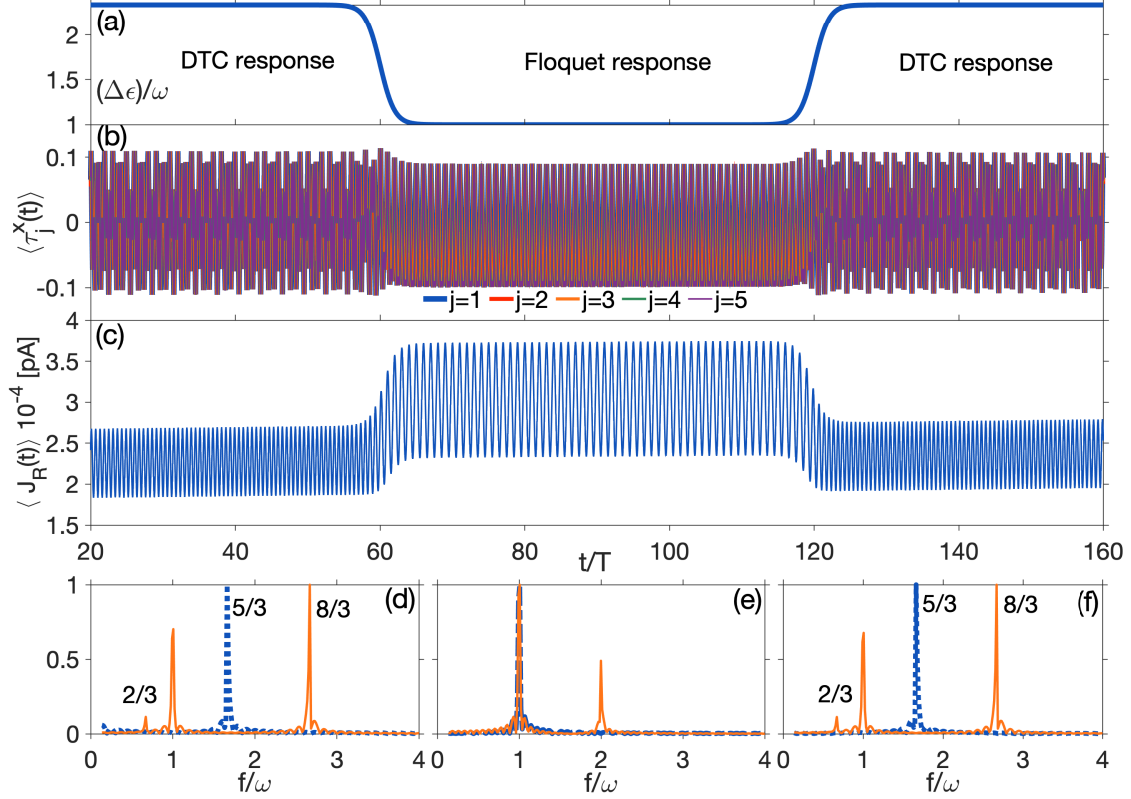 (a)
2
DTC response
Floquet response
DTC response
(Δϵ)/ω
1
(b)
0.1
0
-0.1
⟨τ_j^x(t)⟩
j=1 j=2 j=3 j=4 j=5
4
(c)
3.5
3
2.5
2
1.5
⟨ J_R(t)⟩ 10^-4 [pA]
20 40 60 80 100 120 140 160
t/T
1
0.5
0
2/3
5/3
8/3
(d)
0 1 2 3 4
f/ω
(e)
0 1 2 3 4
f/ω
2/3
5/3
8/3
(f)
0 1 2 3 4
f/ω